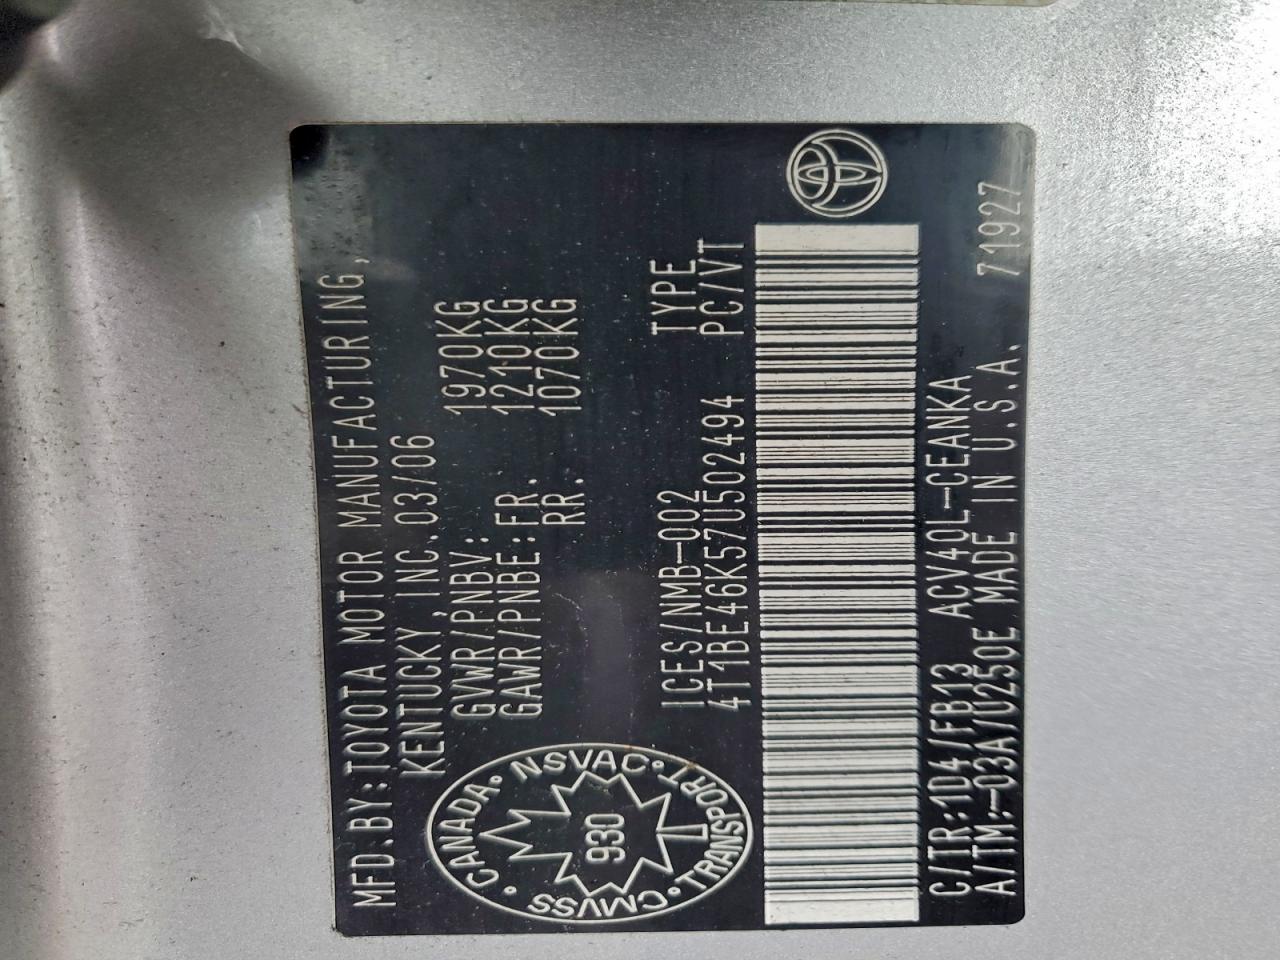 MFD.BY:TOYOTA MOTOR MANUFACTURING,
KENTUCKY, INC. 03/06
GVWR/PNBV: 1970KG
GAWR/PNBE:FR. 1210KG
RR. 1070KG
CANADA · NSVAC · TRANSPORT · CMVSS
930
ICES/NMB-002 TYPE
4T1BE46K57U502494 PC/VT
C/TR:1D4/FB13 ACV40L-CEANKA
A/TM:-03A/U250E MADE IN U.S.A. 71927